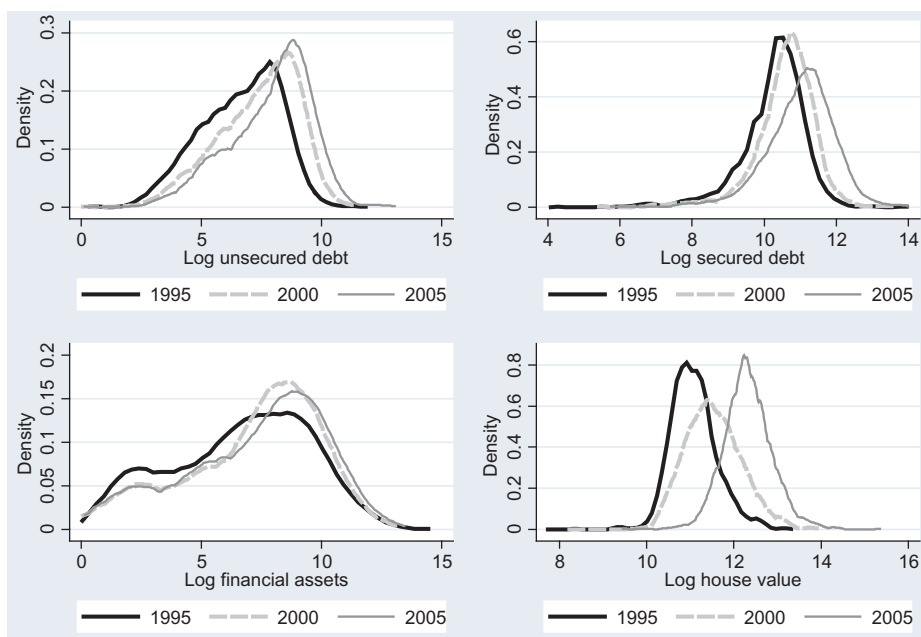 0.3
0.2
0.1
0
Density
0 5 10 15
Log unsecured debt
1995 2000 2005
0.6
0.4
0.2
0
Density
4 6 8 10 12 14
Log secured debt
1995 2000 2005
0.2
0.15
0.1
0.05
0
Density
0 5 10 15
Log financial assets
1995 2000 2005
0.8
0.6
0.4
0.2
0
Density
8 10 12 14 16
Log house value
1995 2000 2005